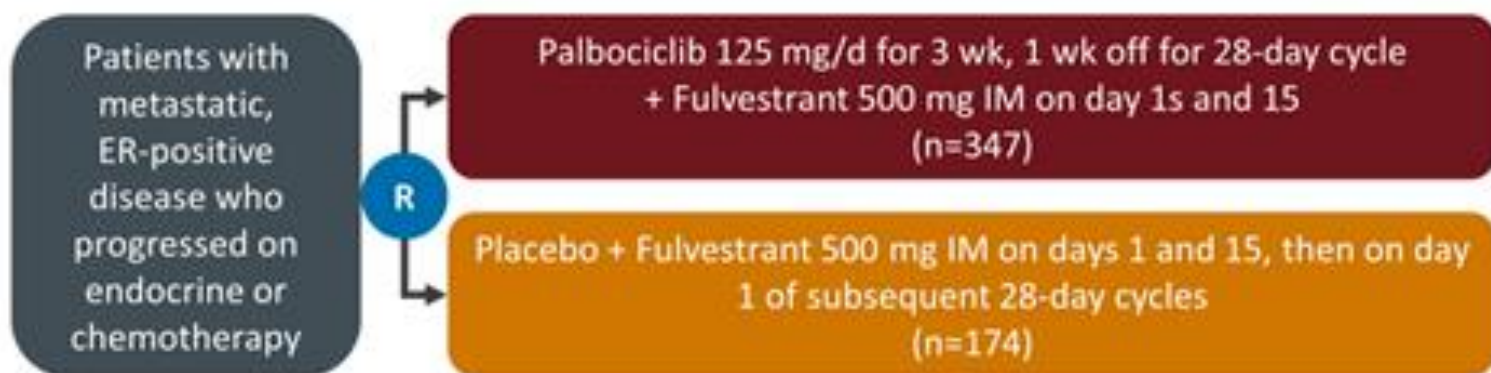 Patients with
metastatic,
ER-positive
disease who
progressed on
endocrine or
chemotherapy
R
Palbociclib 125 mg/d for 3 wk, 1 wk off for 28-day cycle
+ Fulvestrant 500 mg IM on day 1s and 15
(n=347)
Placebo + Fulvestrant 500 mg IM on days 1 and 15, then on day
1 of subsequent 28-day cycles
(n=174)